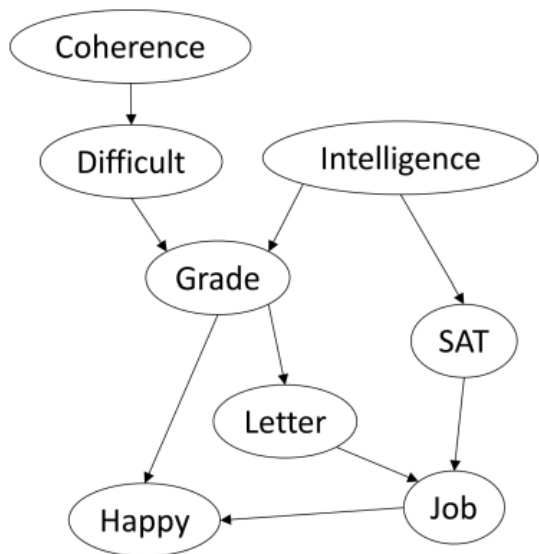 Coherence
Difficult
Intelligence
Grade
SAT
Letter
Job
Happy